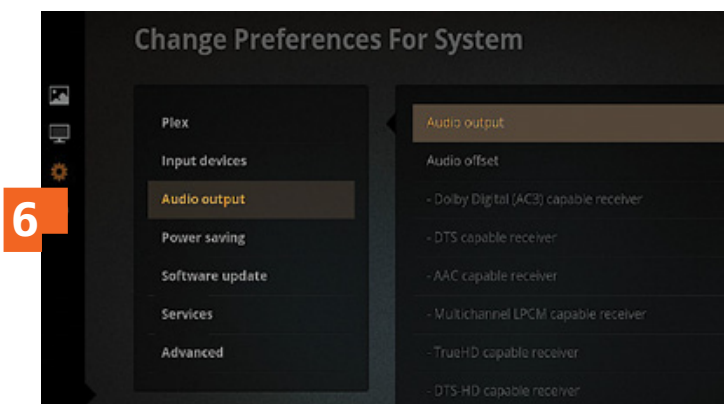 Change Preferences For System
Plex
Input devices
Audio output
Power saving
Software update
Services
Advanced
Audio output
Audio offset
- Dolby Digital (AC3) capable receiver
- DTS capable receiver
- AAC capable receiver
- Multichannel LPCM capable receiver
- TrueHD capable receiver
- DTS-HD capable receiver
6